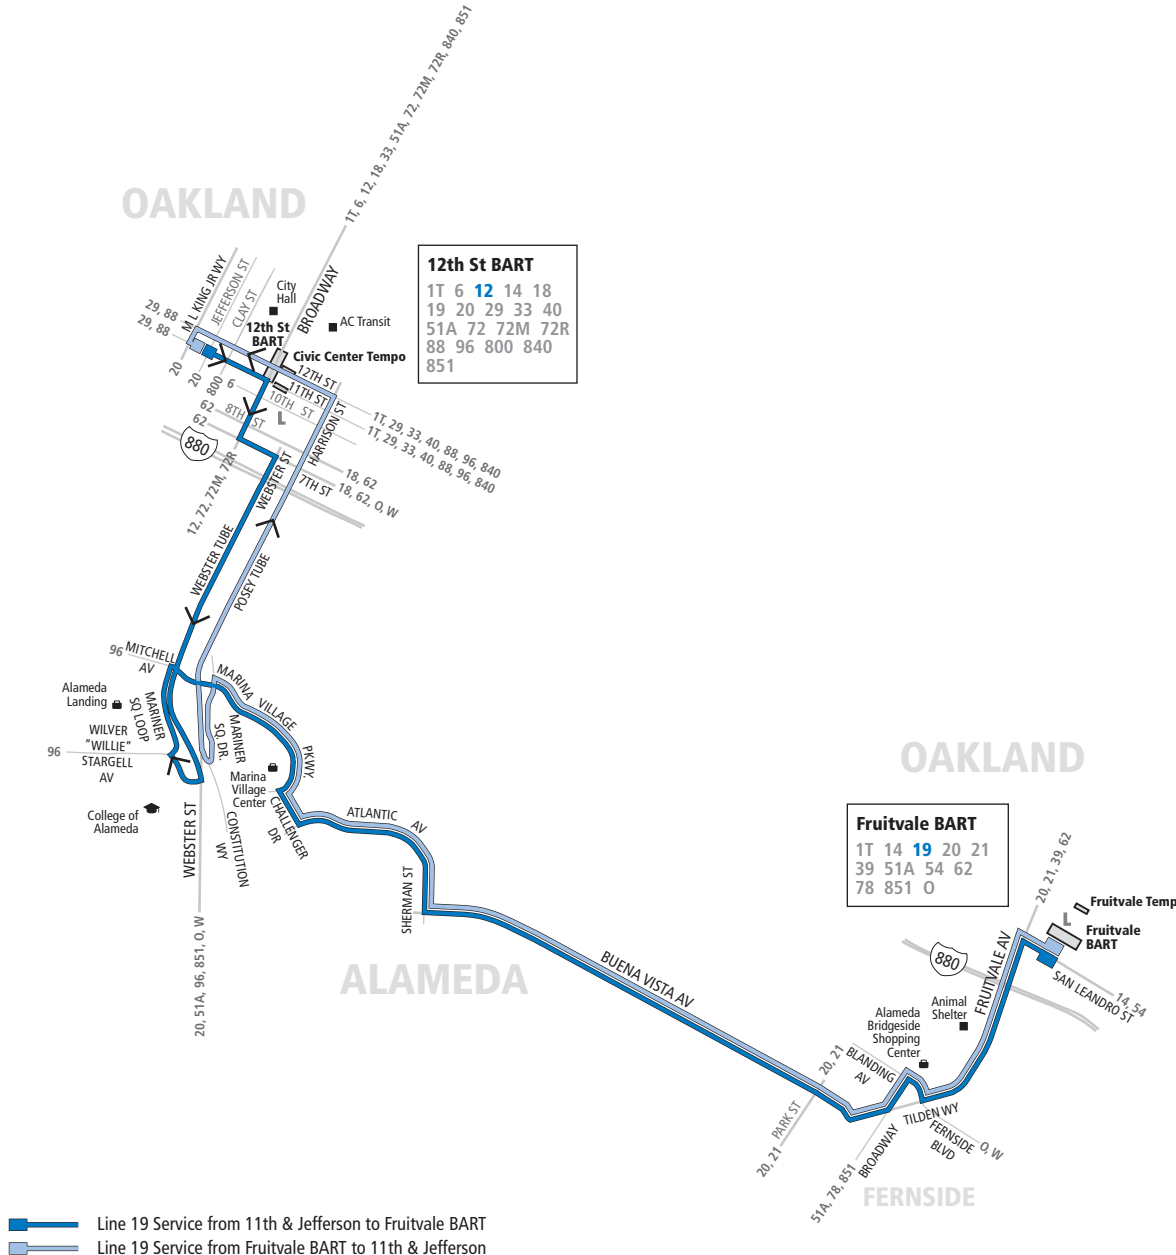 1T, 6, 12, 18, 33, 51A, 72, 72M, 72R, 840, 851
OAKLAND
M L KING JR WY
JEFFERSON ST
CLAY ST
City
Hall
BROADWAY
AC Transit
29, 88
29, 88
12th St
BART
Civic Center Tempo
12TH ST
11TH ST
10TH ST
20
20
800
6
62
62
8TH ST
L
880
HARRISON ST
1T, 29, 33, 40, 88, 96, 840
1T, 29, 33, 40, 88, 96, 840
18, 62
18, 62, O, W
7TH ST
WEBSTER ST
12, 72, 72M, 72R
12th St BART
1T 6 12 14 18
19 20 29 33 40
51A 72 72M 72R
88 96 800 840
851
WEBSTER TUBE
POSEY TUBE
96
MITCHELL
AV
Alameda
Landing
MARINER
SQ LOOP
MARINA VILLAGE PKWY.
MARINER
SQ. DR.
WILVER
"WILLIE"
STARGELL
AV
96
Marina
Village
Center
College of
Alameda
WEBSTER ST
CONSTITUTION
WY
CHALLENGER
DR
ATLANTIC AV
SHERMAN ST
20, 51A, 96, 851, O, W
ALAMEDA
BUENA VISTA AV
OAKLAND
Fruitvale BART
1T 14 19 20 21
39 51A 54 62
78 851 O
20, 21, 39, 62
Fruitvale Temp
L
Fruitvale
BART
FRUITVALE AV
880
SAN LEANDRO ST
14, 54
Animal
Shelter
Alameda
Bridgeside
Shopping
Center
20, 21
BLANDING
AV
PARK ST
20, 21
TILDEN WY
BROADWAY
51A, 78, 851
FERNSIDE
BLVD
O, W
FERNSIDE
Line 19 Service from 11th & Jefferson to Fruitvale BART
Line 19 Service from Fruitvale BART to 11th & Jefferson